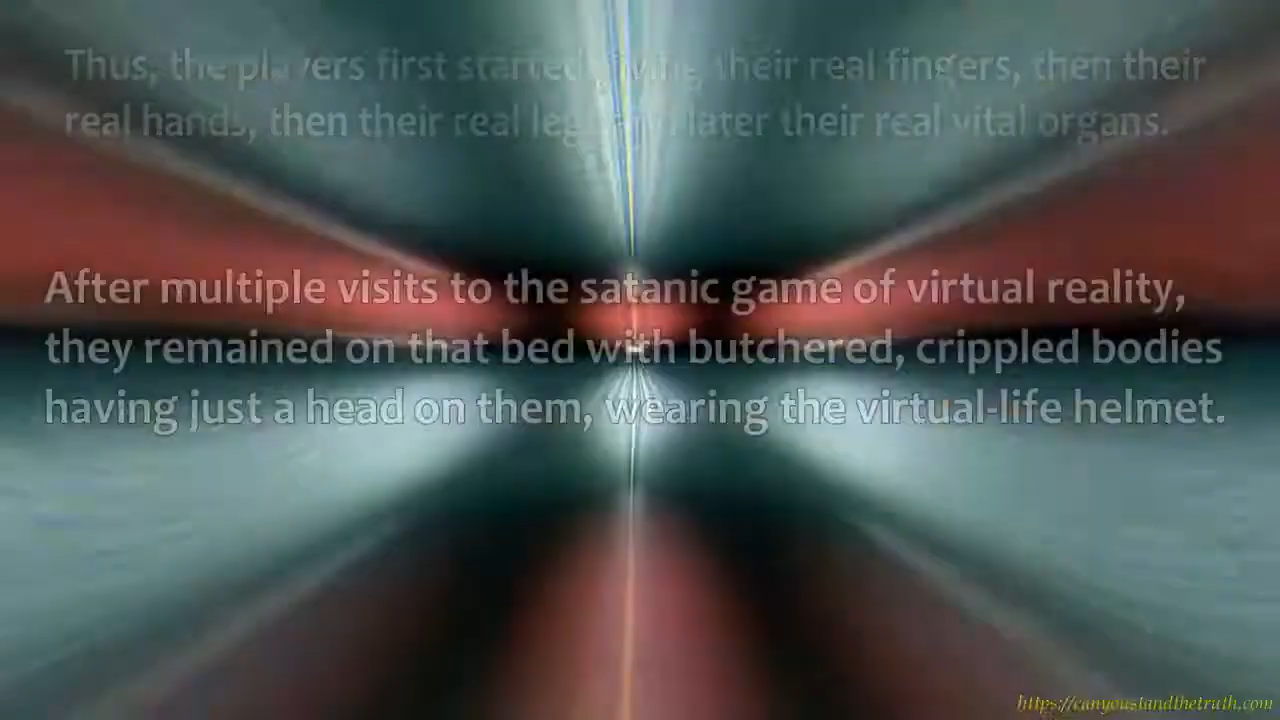 Thus, the players first started giving their real fingers, then their
real hands, then their real legs, later their real vital organs.
After multiple visits to the satanic game of virtual reality,
they remained on that bed with butchered, crippled bodies
having just a head on them, wearing the virtual-life helmet.
https://canyoustandthetruth.com